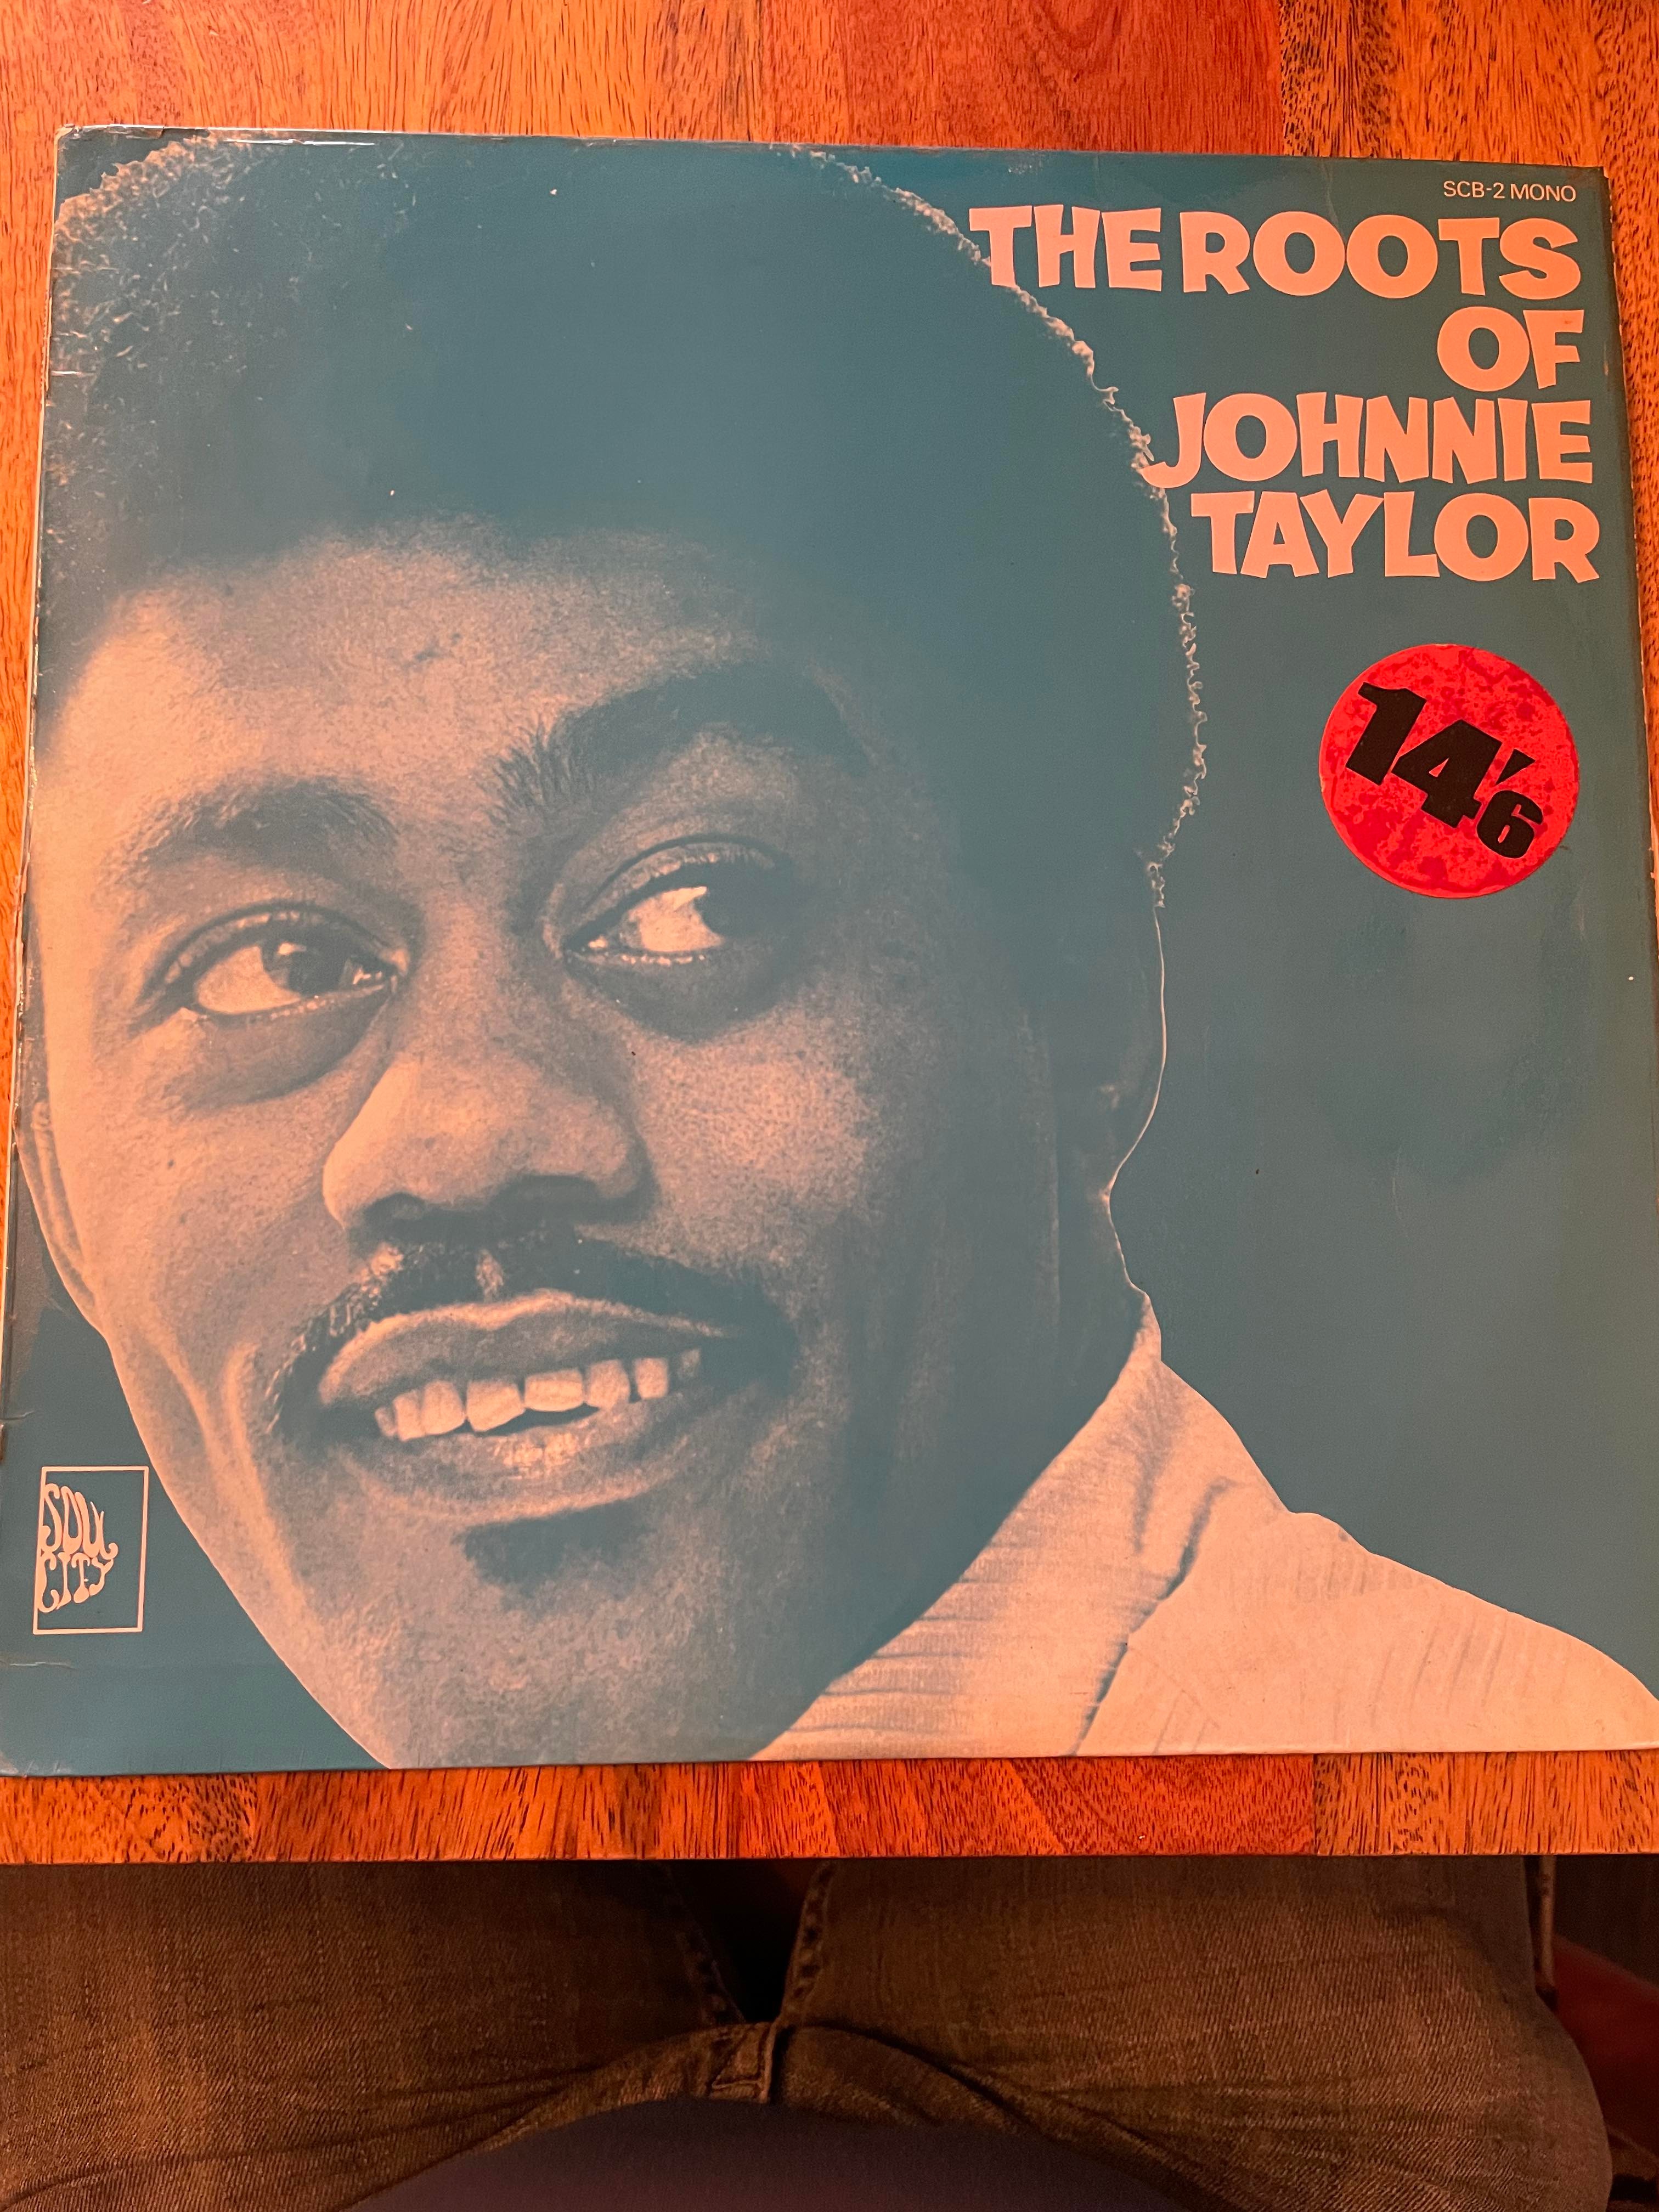 SCB-2 MONO
THE ROOTS
OF
JOHNNIE
TAYLOR
14'6
SOUL
CITY